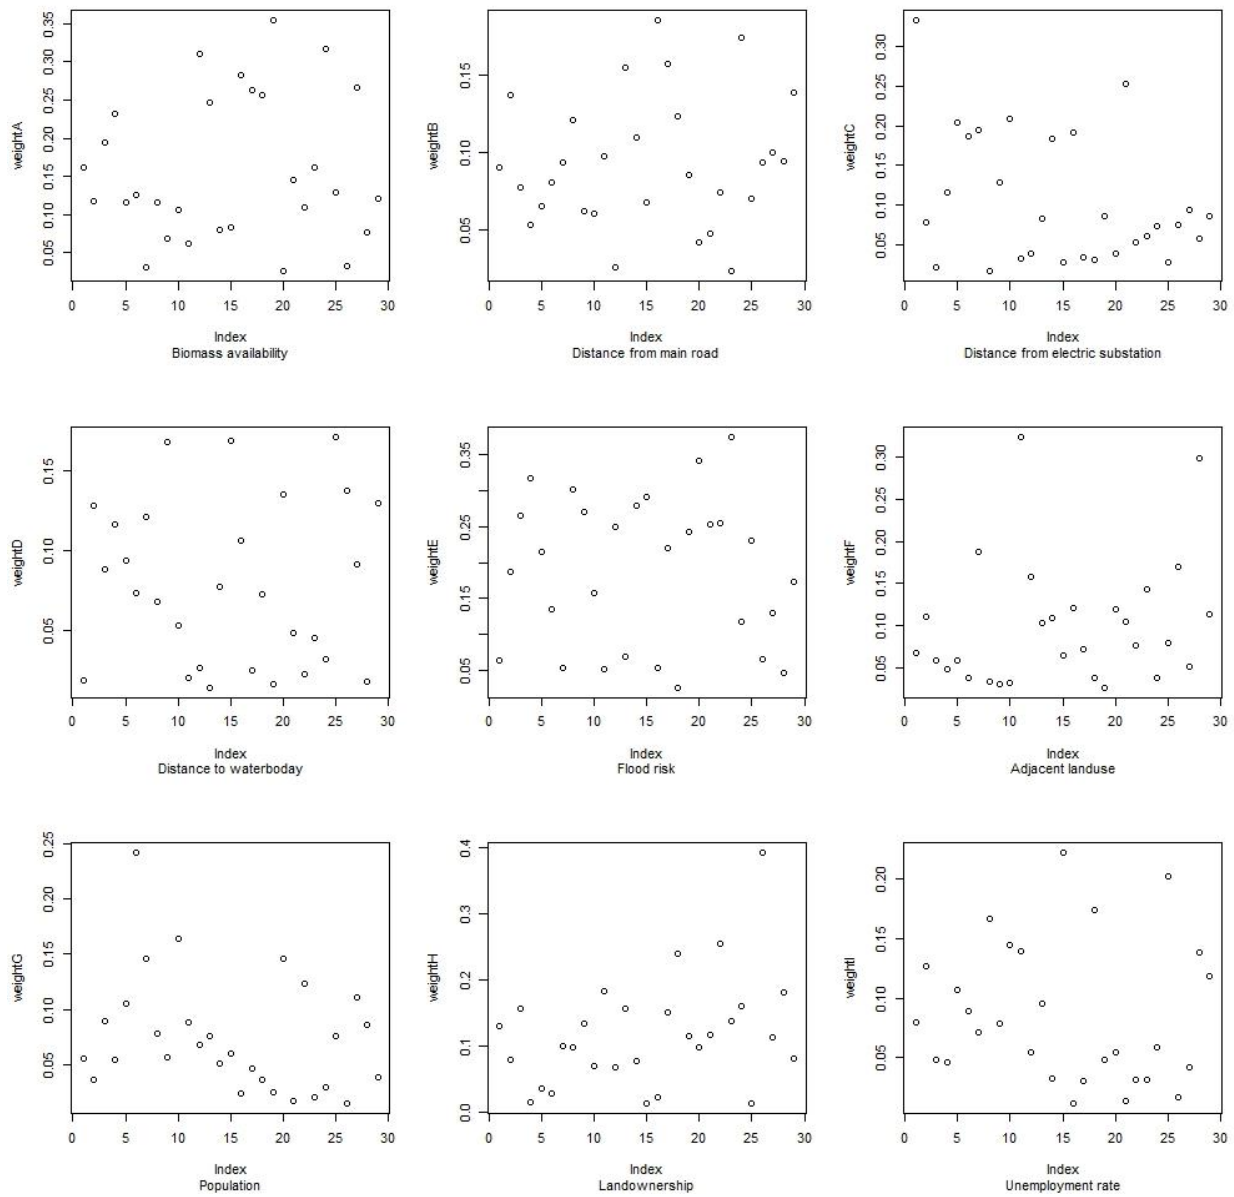 weightA
0.05 0.10 0.15 0.20 0.25 0.30 0.35
0 5 10 15 20 25 30
Index
Biomass availability
weightB
0.05 0.10 0.15
0 5 10 15 20 25 30
Index
Distance from main road
weightC
0.05 0.10 0.15 0.20 0.30
0 5 10 15 20 25 30
Index
Distance from electric substation
weightD
0.05 0.10 0.15
0 5 10 15 20 25 30
Index
Distance to waterboday
weightE
0.05 0.15 0.25 0.35
0 5 10 15 20 25 30
Index
Flood risk
weightF
0.05 0.10 0.15 0.20 0.30
0 5 10 15 20 25 30
Index
Adjacent landuse
weightG
0.05 0.10 0.15 0.20 0.25
0 5 10 15 20 25 30
Index
Population
weightH
0.0 0.1 0.2 0.3 0.4
0 5 10 15 20 25 30
Index
Landownership
weightI
0.05 0.10 0.15 0.20
0 5 10 15 20 25 30
Index
Unemployment rate